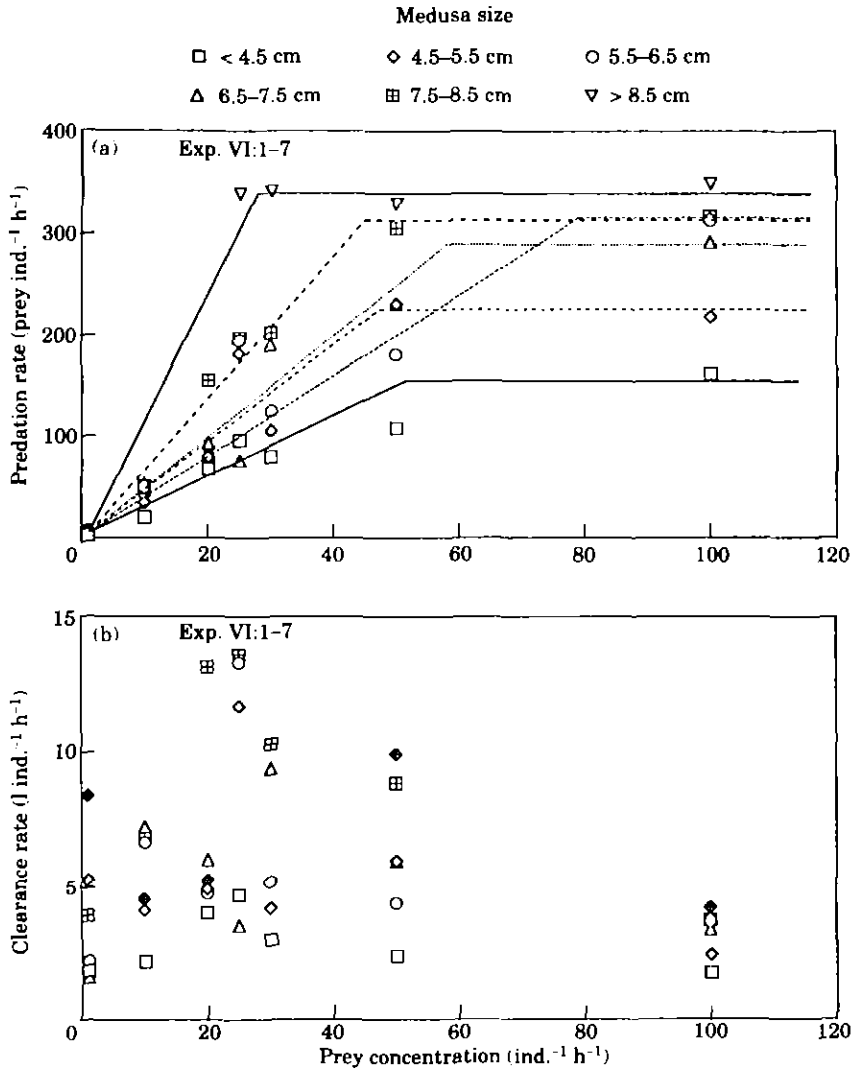 Medusa size
□ < 4.5 cm ◇ 4.5–5.5 cm ○ 5.5–6.5 cm
△ 6.5–7.5 cm ⊞ 7.5–8.5 cm ▽ > 8.5 cm
(a) Exp. VI:1–7
Predation rate (prey ind.⁻¹ h⁻¹)
400
300
200
100
0 20 40 60 80 100 120
(b) Exp. VI:1–7
Clearance rate (l ind.⁻¹ h⁻¹)
15
10
5
0 20 40 60 80 100 120
Prey concentration (ind.⁻¹ h⁻¹)